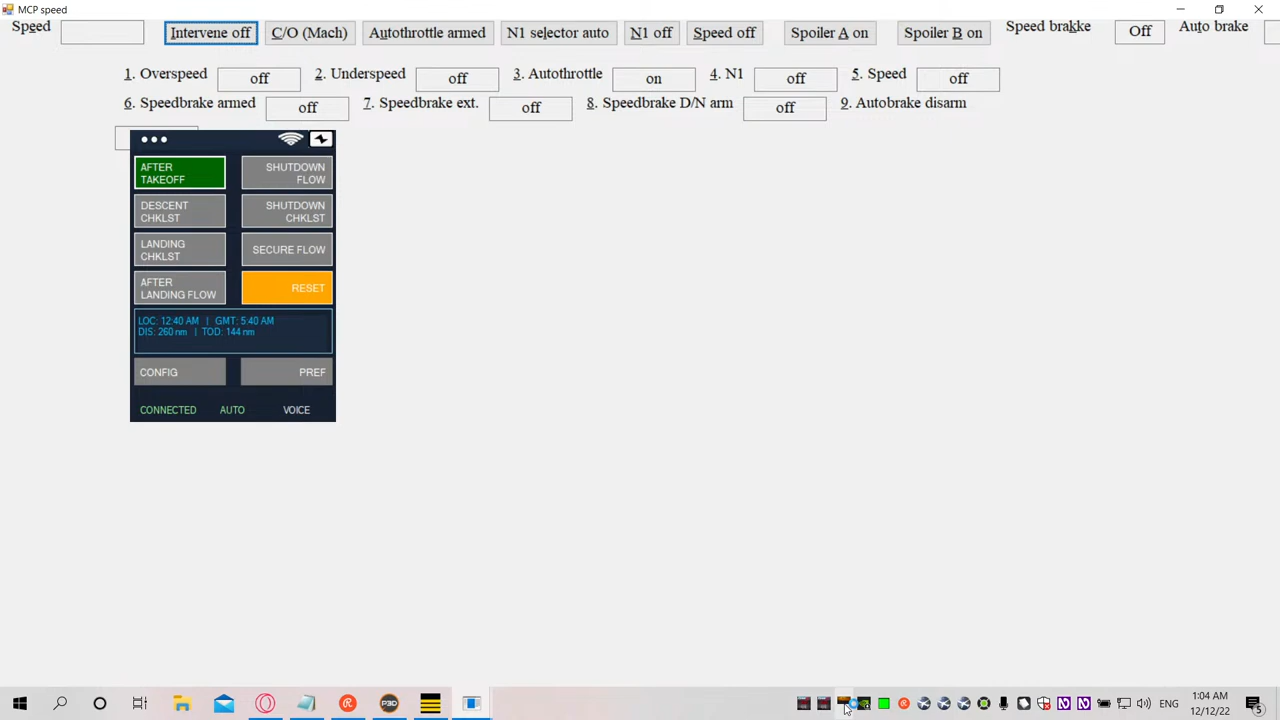 MCP speed
Speed Intervene off C/O (Mach) Autothrottle armed N1 selector auto N1 off Speed off Spoiler A on Spoiler B on Speed brakke Off Auto brake
1. Overspeed off 2. Underspeed off 3. Autothrottle on 4. N1 off 5. Speed off
6. Speedbrake armed off 7. Speedbrake ext. off 8. Speedbrake D/N arm off 9. Autobrake disarm
AFTER
TAKEOFF
SHUTDOWN
FLOW
DESCENT
CHKLST
SHUTDOWN
CHKLST
LANDING
CHKLST
SECURE FLOW
AFTER
LANDING FLOW
RESET
LOC: 12:40 AM | GMT: 5:40 AM
DIS: 260 nm | TOD: 144 nm
CONFIG PREF
CONNECTED AUTO VOICE
P3D
ENG
1:04 AM
12/12/22
5